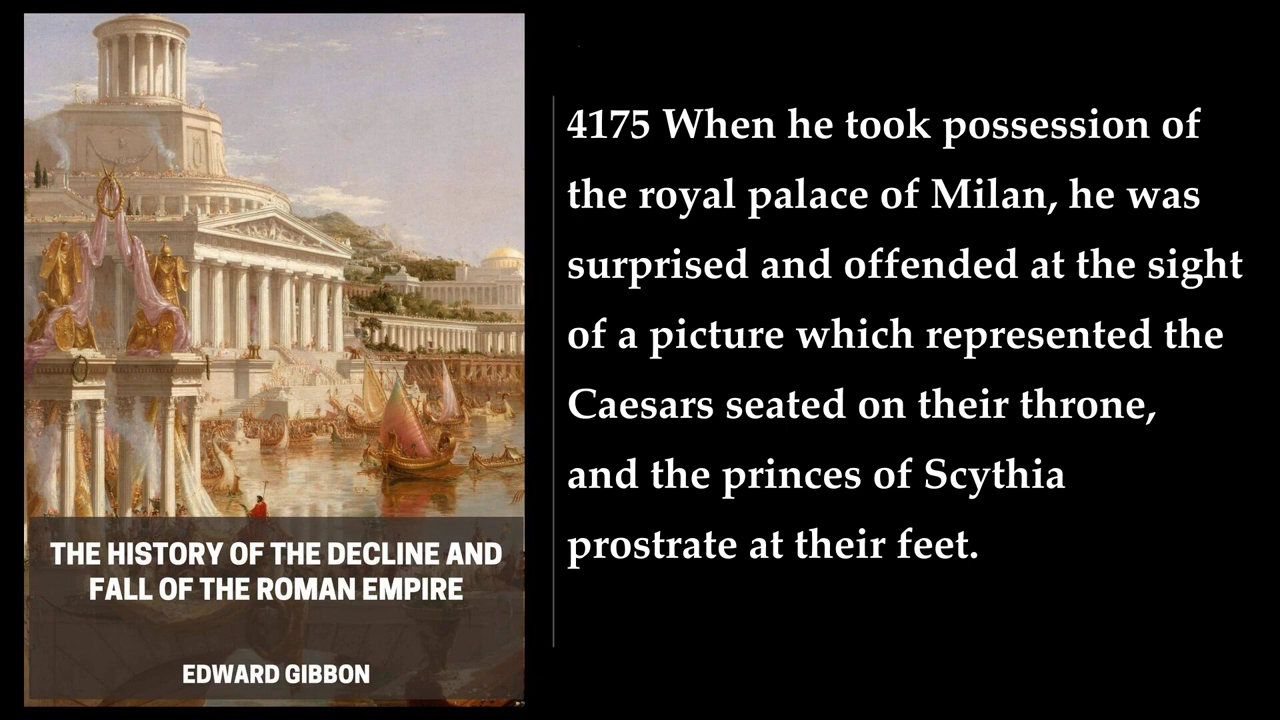 THE HISTORY OF THE DECLINE AND
FALL OF THE ROMAN EMPIRE
EDWARD GIBBON
4175 When he took possession of
the royal palace of Milan, he was
surprised and offended at the sight
of a picture which represented the
Caesars seated on their throne,
and the princes of Scythia
prostrate at their feet.